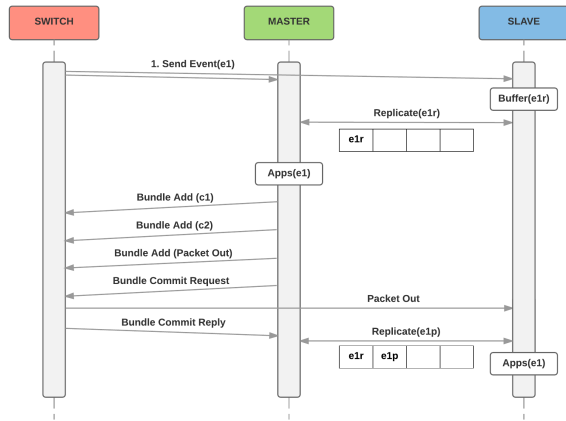 SWITCH
MASTER
SLAVE
1. Send Event(e1)
Buffer(e1r)
Replicate(e1r)
e1r
Apps(e1)
Bundle Add (c1)
Bundle Add (c2)
Bundle Add (Packet Out)
Bundle Commit Request
Packet Out
Bundle Commit Reply
Replicate(e1p)
e1r e1p
Apps(e1)